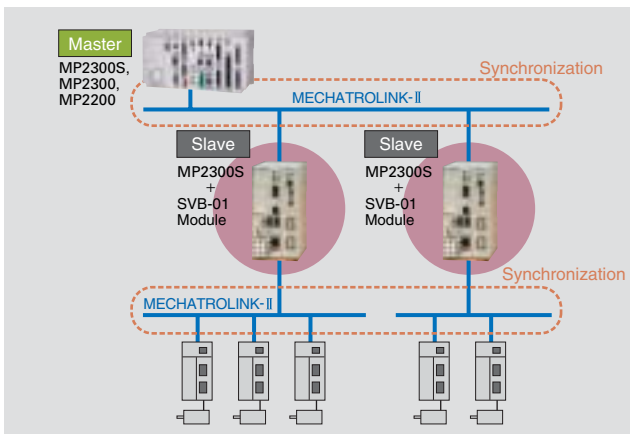 Master
MP2300S,
MP2300,
MP2200
Synchronization
MECHATROLINK-Ⅱ
Slave
MP2300S
+
SVB-01
Module
Slave
MP2300S
+
SVB-01
Module
Synchronization
MECHATROLINK-Ⅱ